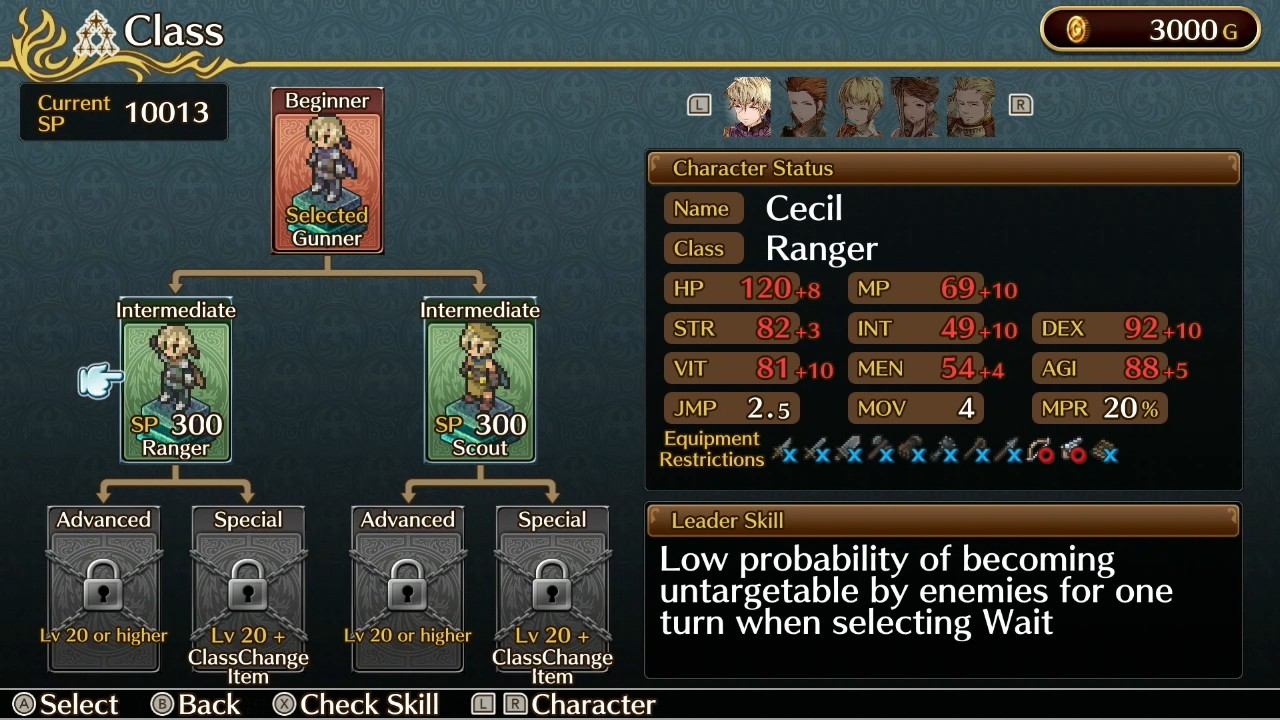 Class
3000 G
Current SP 10013
L
R
Beginner
Selected
Gunner
Intermediate
SP 300
Ranger
Intermediate
SP 300
Scout
Advanced
Lv 20 or higher
Special
Lv 20 +
ClassChange
Item
Advanced
Lv 20 or higher
Special
Lv 20 +
ClassChange
Item
Character Status
Name Cecil
Class Ranger
HP 120 +8 MP 69 +10
STR 82 +3 INT 49 +10 DEX 92 +10
VIT 81 +10 MEN 54 +4 AGI 88 +5
JMP 2.5 MOV 4 MPR 20 %
Equipment
Restrictions
Leader Skill
Low probability of becoming
untargetable by enemies for one
turn when selecting Wait
A Select B Back X Check Skill L R Character